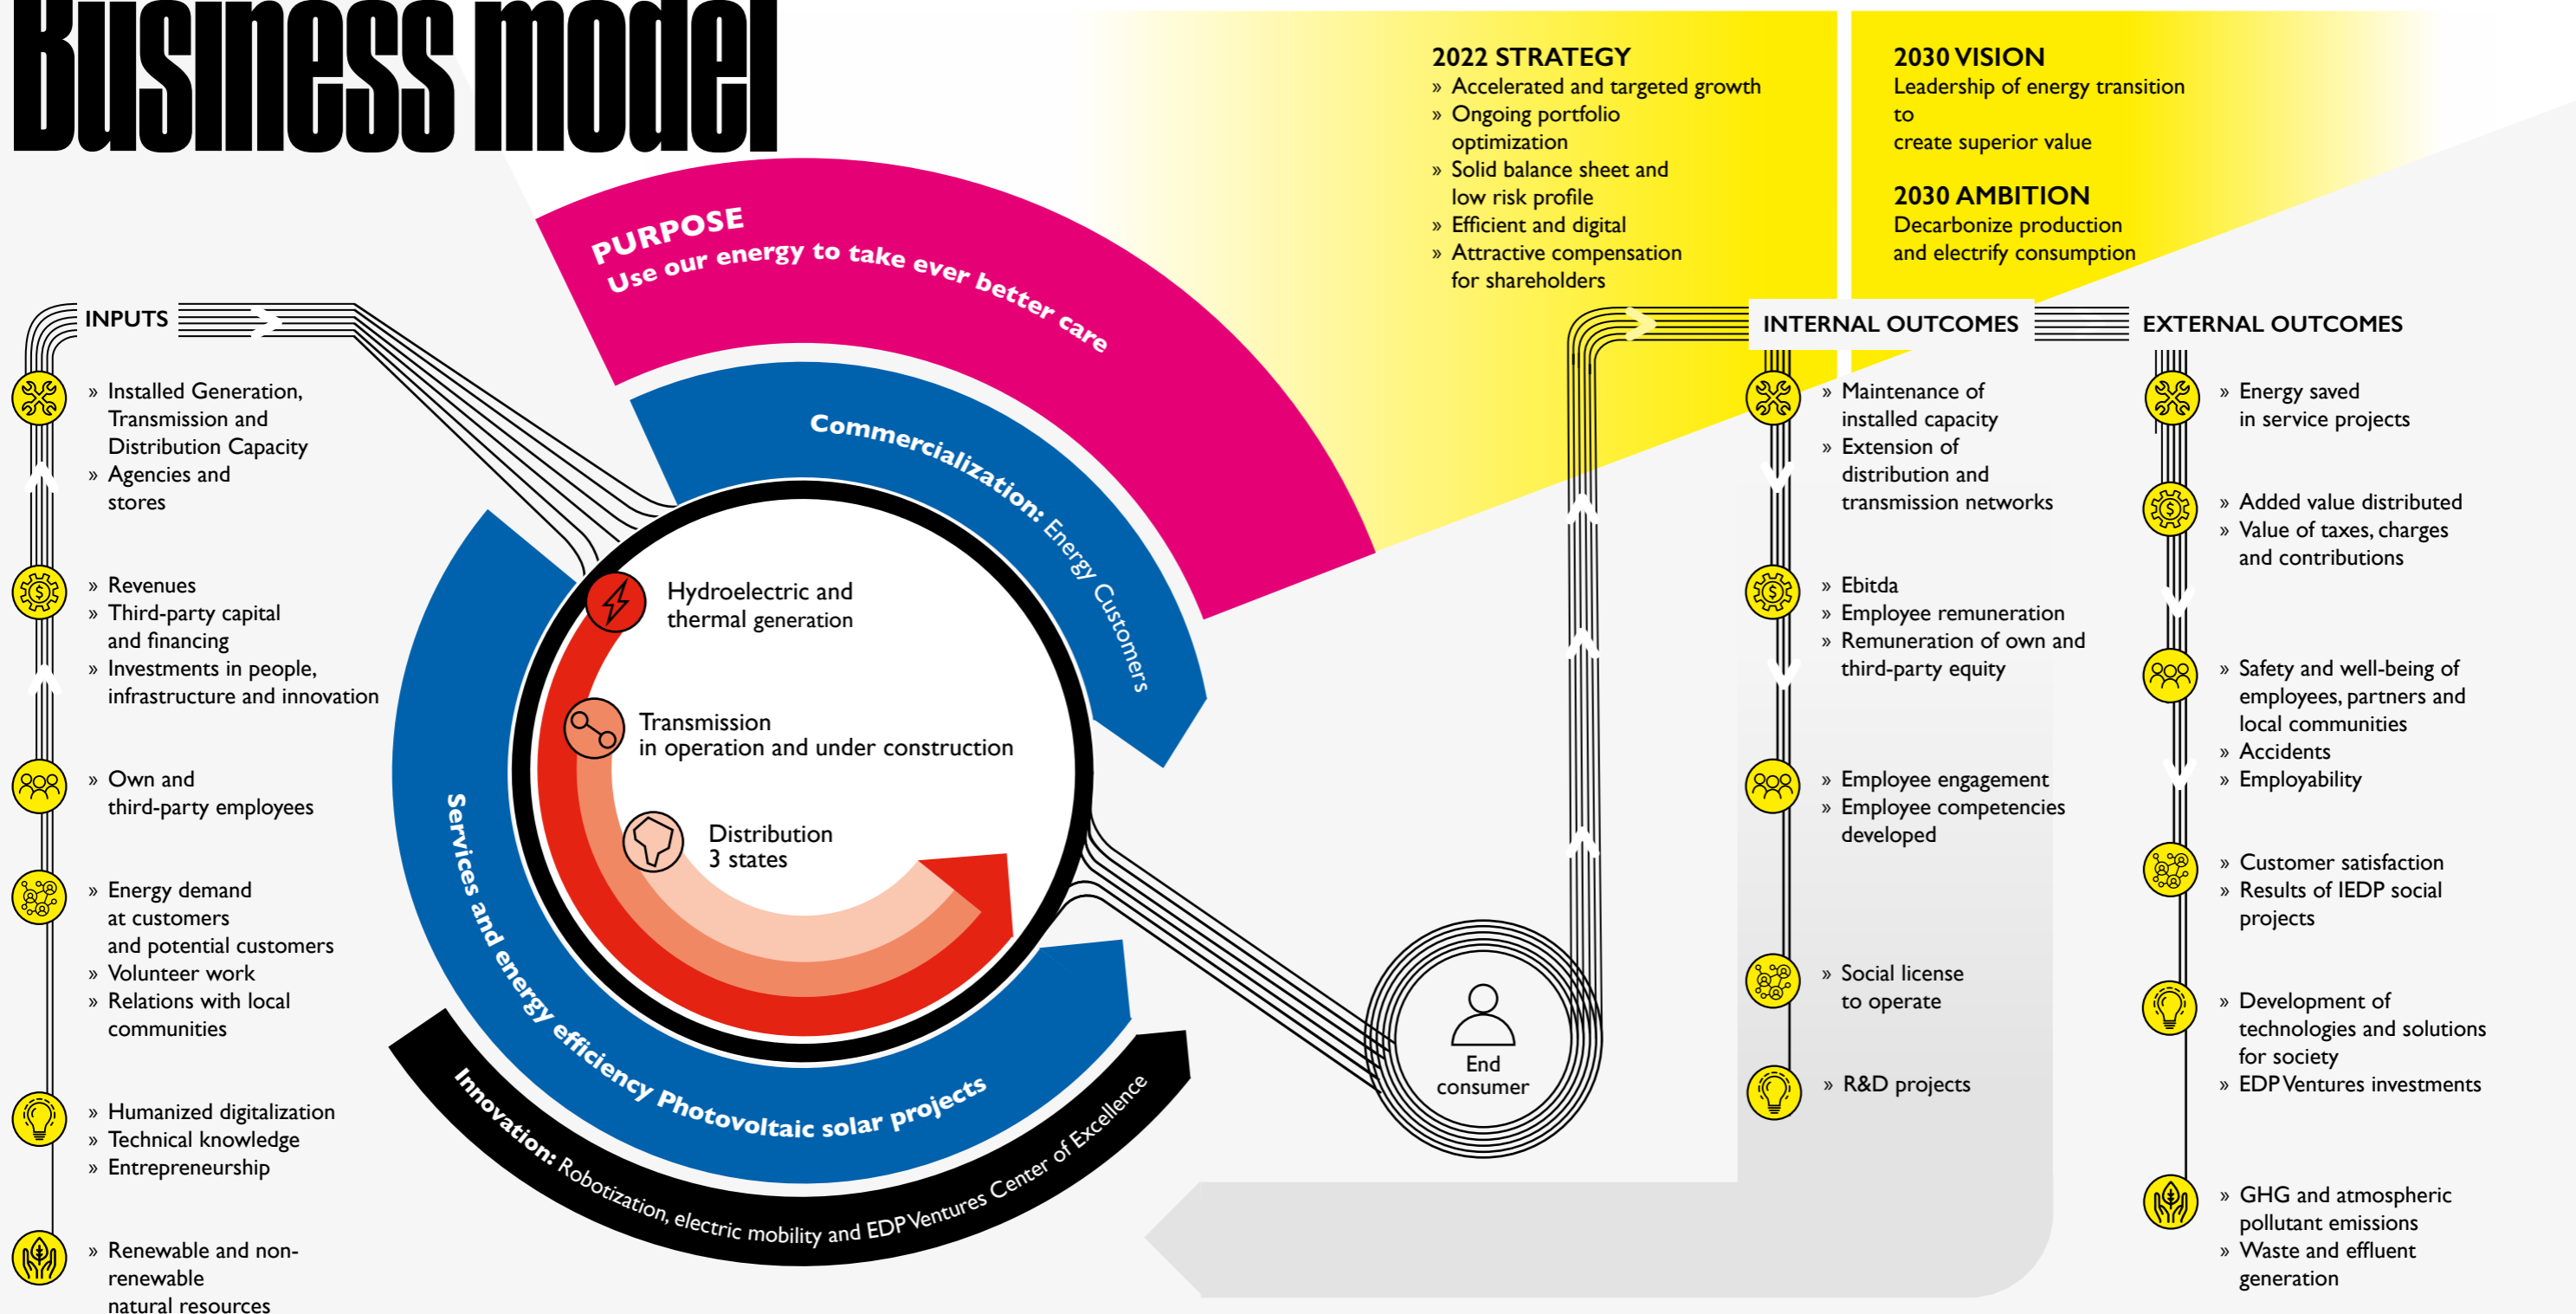 Business model
2022 STRATEGY
» Accelerated and targeted growth
» Ongoing portfolio
optimization
» Solid balance sheet and
low risk profile
» Efficient and digital
» Attractive compensation
for shareholders
2030 VISION
Leadership of energy transition
to
create superior value
2030 AMBITION
Decarbonize production
and electrify consumption
PURPOSE
Use our energy to take ever better care
INPUTS
» Installed Generation,
Transmission and
Distribution Capacity
» Agencies and
stores
» Revenues
» Third-party capital
and financing
» Investments in people,
infrastructure and innovation
» Own and
third-party employees
» Energy demand
at customers
and potential customers
» Volunteer work
» Relations with local
communities
» Humanized digitalization
» Technical knowledge
» Entrepreneurship
» Renewable and non-
renewable
natural resources
Commercialization: Energy Customers
Hydroelectric and
thermal generation
Transmission
in operation and under construction
Distribution
3 states
Services and energy efficiency Photovoltaic solar projects
Innovation: Robotization, electric mobility and EDP Ventures Center of Excellence
End
consumer
INTERNAL OUTCOMES
» Maintenance of
installed capacity
» Extension of
distribution and
transmission networks
» Ebitda
» Employee remuneration
» Remuneration of own and
third-party equity
» Employee engagement
» Employee competencies
developed
» Social license
to operate
» R&D projects
EXTERNAL OUTCOMES
» Energy saved
in service projects
» Added value distributed
» Value of taxes, charges
and contributions
» Safety and well-being of
employees, partners and
local communities
» Accidents
» Employability
» Customer satisfaction
» Results of IEDP social
projects
» Development of
technologies and solutions
for society
» EDP Ventures investments
» GHG and atmospheric
pollutant emissions
» Waste and effluent
generation